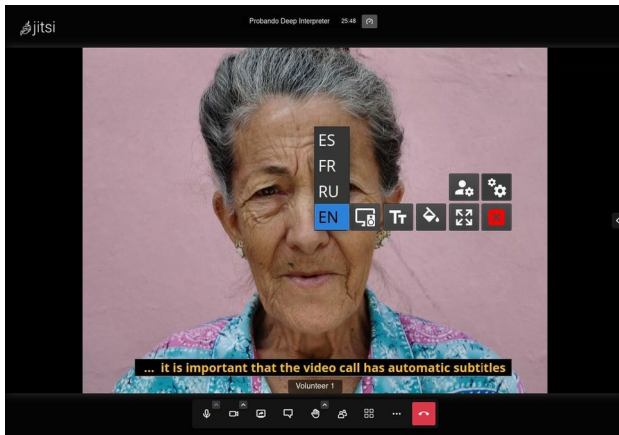 jitsi
Probando Deep Interpreter 25:48
ES
FR
RU
EN
TT
... it is important that the video call has automatic subtitles
Volunteer 1